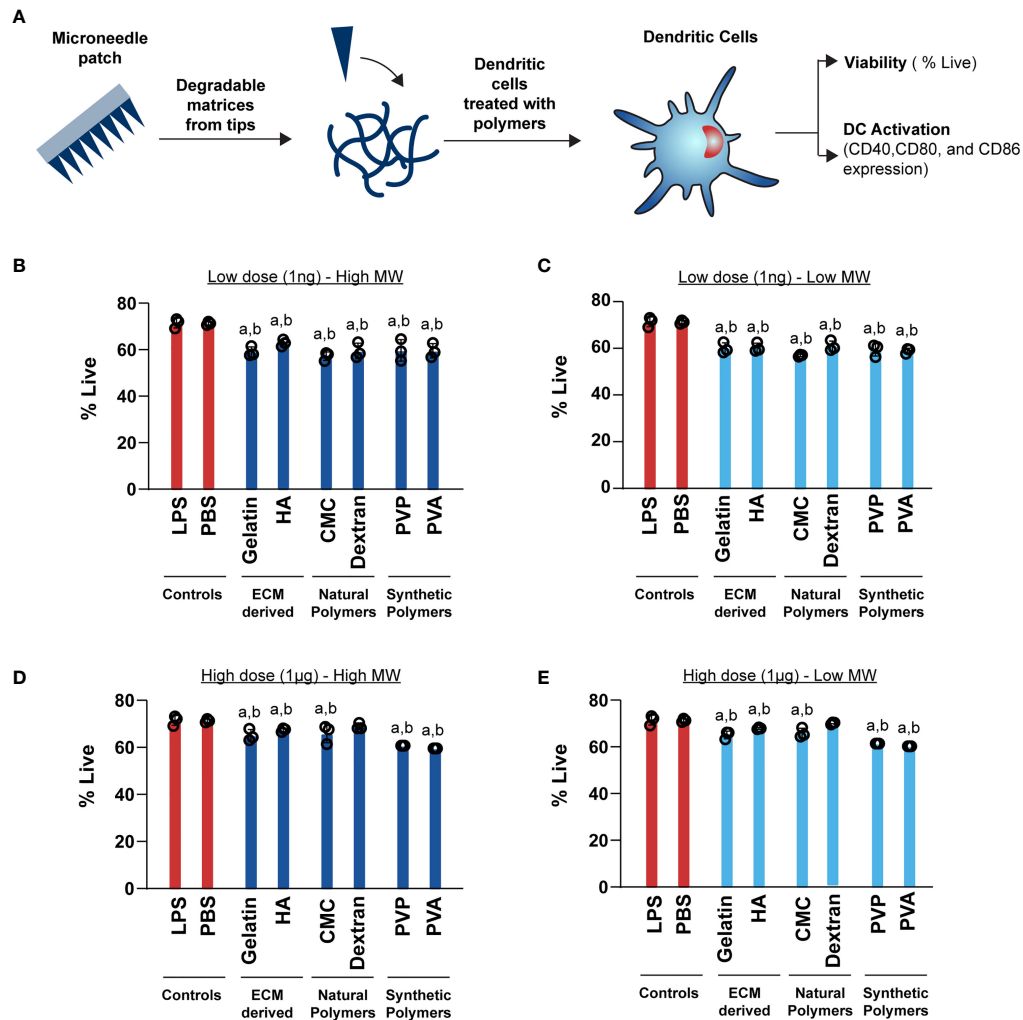 A
Microneedle
patch
Degradable
matrices
from tips
Dendritic
cells
treated with
polymers
Dendritic Cells
Viability ( % Live)
DC Activation
(CD40,CD80, and CD86
expression)
B
Low dose (1ng) - High MW
% Live
80
60
40
20
0
a,b
a,b
a,b
a,b
a,b
a,b
LPS
PBS
Gelatin
HA
CMC
Dextran
PVP
PVA
Controls
ECM
derived
Natural
Polymers
Synthetic
Polymers
C
Low dose (1ng) - Low MW
% Live
80
60
40
20
0
a,b
a,b
a,b
a,b
a,b
a,b
LPS
PBS
Gelatin
HA
CMC
Dextran
PVP
PVA
Controls
ECM
derived
Natural
Polymers
Synthetic
Polymers
D
High dose (1µg) - High MW
% Live
80
60
40
20
0
a,b
a,b
a,b
a,b
a,b
LPS
PBS
Gelatin
HA
CMC
Dextran
PVP
PVA
Controls
ECM
derived
Natural
Polymers
Synthetic
Polymers
E
High dose (1µg) - Low MW
% Live
80
60
40
20
0
a,b
a,b
a,b
a,b
a,b
LPS
PBS
Gelatin
HA
CMC
Dextran
PVP
PVA
Controls
ECM
derived
Natural
Polymers
Synthetic
Polymers